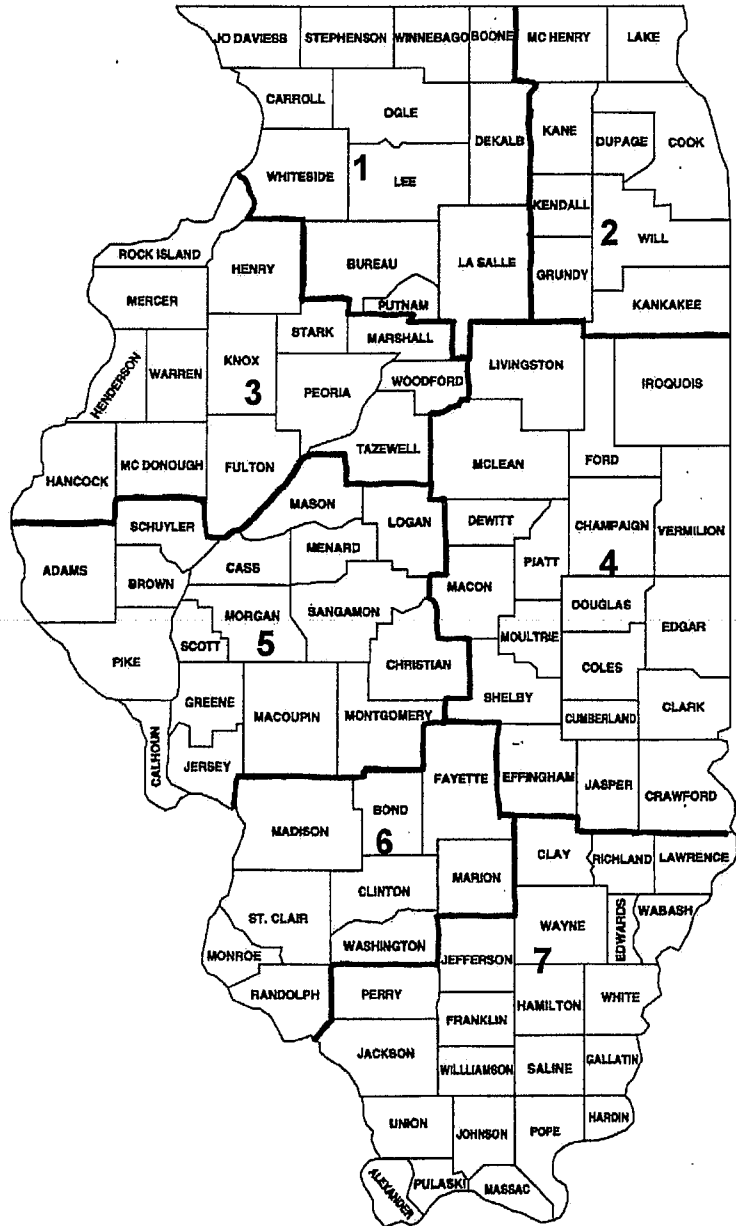 JO DAVIESS STEPHENSON WINNEBAGO BOONE MC HENRY LAKE
CARROLL OGLE DEKALB KANE DUPAGE COOK
WHITESIDE 1 LEE KENDALL 2 WILL
ROCK ISLAND HENRY BUREAU LA SALLE GRUNDY
MERCER PUTNAM KANKAKEE
STARK MARSHALL
HENDERSON WARREN KNOX 3 PEORIA WOODFORD LIVINGSTON IROQUOIS
HANCOCK MC DONOUGH FULTON TAZEWELL MCLEAN FORD
SCHUYLER MASON LOGAN DEWITT CHAMPAIGN VERMILION
ADAMS BROWN CASS MENARD MACON PIATT 4
PIKE SCOTT MORGAN 5 SANGAMON CHRISTIAN MOULTRIE DOUGLAS EDGAR
COLES
CALHOUN GREENE MACOUPIN MONTGOMERY SHELBY CUMBERLAND CLARK
JERSEY FAYETTE EFFINGHAM JASPER CRAWFORD
MADISON BOND 6
CLAY RICHLAND LAWRENCE
CLINTON MARION
ST. CLAIR WAYNE EDWARDS WABASH
MONROE WASHINGTON JEFFERSON 7
RANDOLPH PERRY HAMILTON WHITE
FRANKLIN
JACKSON WILLLIAMSON SALINE GALLATIN
UNION JOHNSON POPE HARDIN
ALEXANDER PULASKI MASSAC